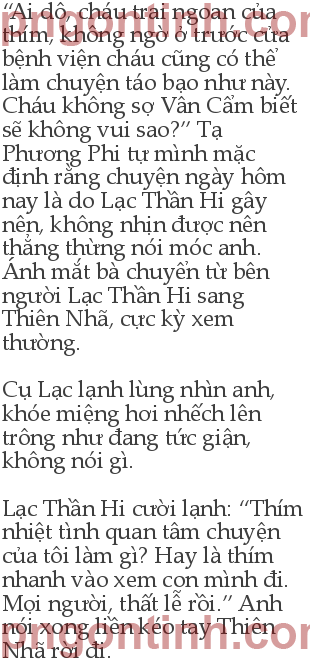 “Ai dô, cháu trai ngoan của
thím, không ngờ ở trước cửa
bệnh viện cháu cũng có thể
làm chuyện táo bạo như này.
Cháu không sợ Vân Cẩm biết
sẽ không vui sao?” Tạ
Phương Phi tự mình mặc
định rằng chuyện ngày hôm
nay là do Lạc Thần Hi gây
nên, không nhịn được nên
thẳng thừng nói móc anh.
Ánh mắt bà chuyển từ bên
người Lạc Thần Hi sang
Thiên Nhã, cực kỳ xem
thường.

Cụ Lạc lạnh lùng nhìn anh,
khóe miệng hơi nhếch lên
trông như đang tức giận,
không nói gì.

Lạc Thần Hi cười lạnh: “Thím
nhiệt tình quan tâm chuyện
của tôi làm gì? Hay là thím
nhanh vào xem con mình đi.
Mọi người, thất lễ rồi.” Anh
nói xong liền kéo tay Thiên
Nhã rời đi.